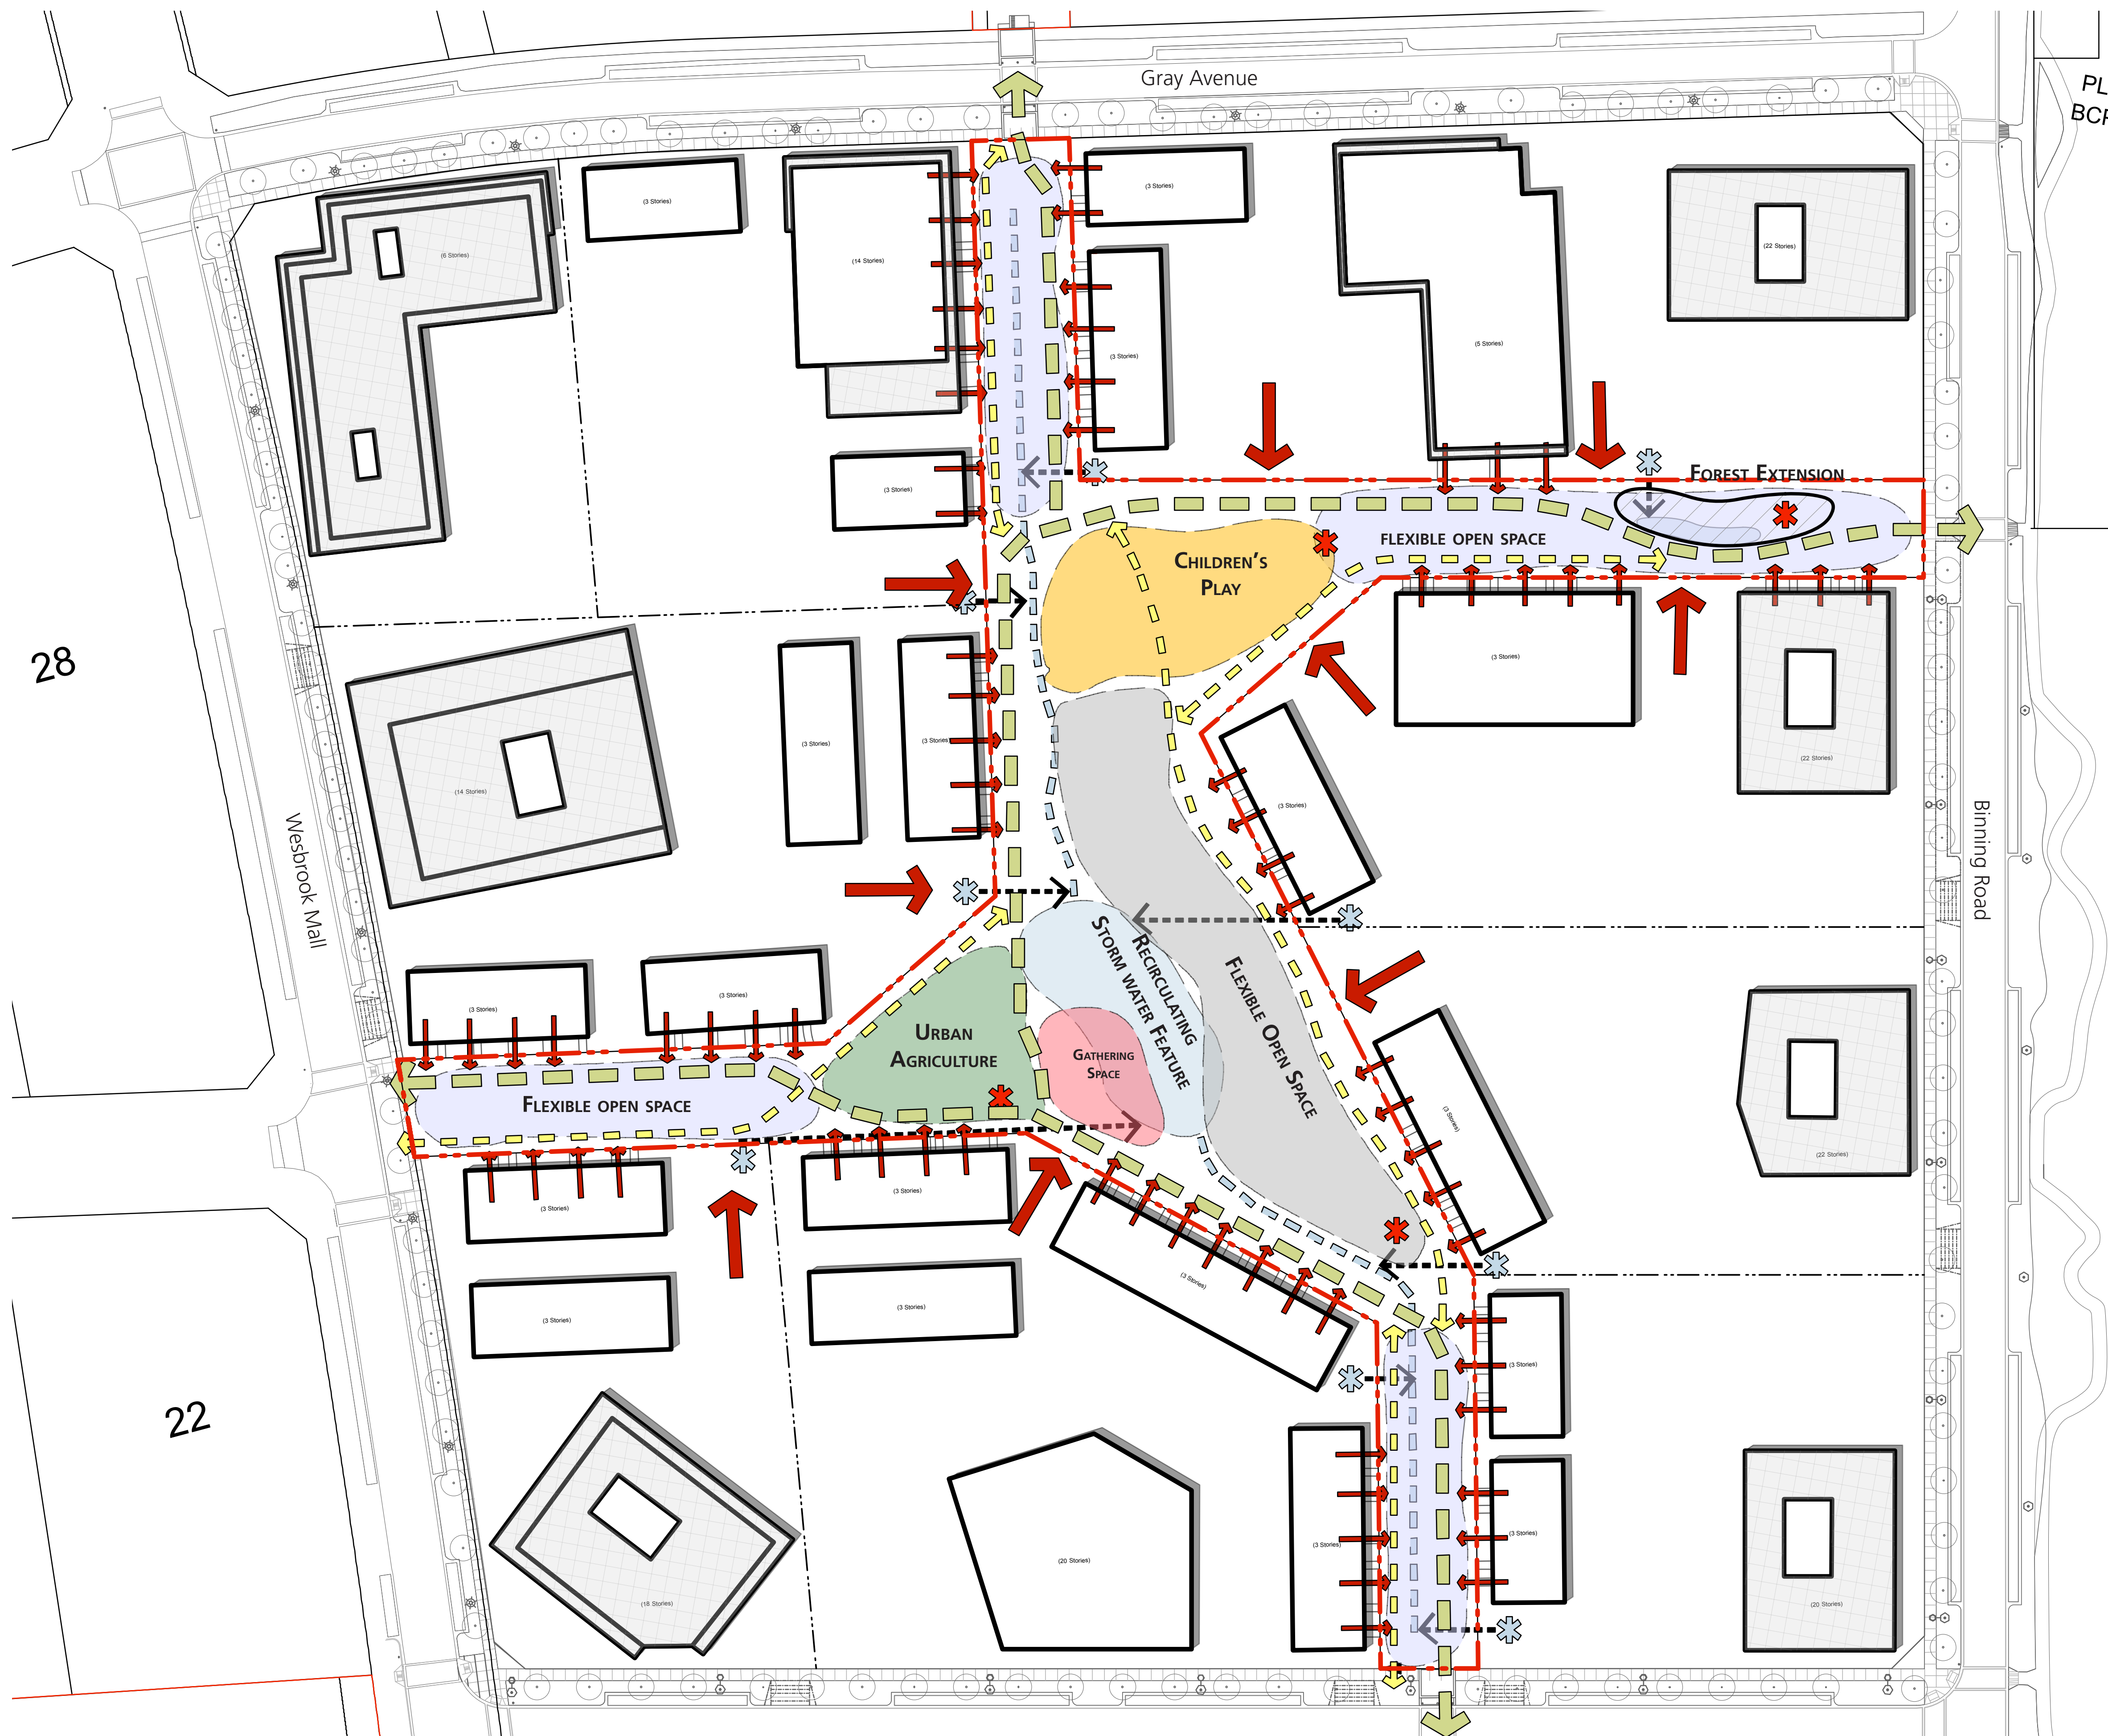 Gray Avenue
PL
BCP
(3 Stories)
(3 Stories)
(6 Stories)
(22 Stories)
(14 Stories)
(5 Stories)
(3 Stories)
Forest Extension
(3 Stories)
flexible open space
Children's
Play
28
(3 Stories)
(3 Stories)
(3 Stories)
(22 Stories)
(14 Stories)
(3 Stories)
Wesbrook Mall
Binning Road
(3 Stories)
(3 Stories)
Storm water Feature
Recirculating
Flexible Open Space
Urban
Agriculture
Gathering
Space
Flexible open space
(3 Stories)
(22 Stories)
(3 Stories)
(3 Stories)
(3 Stories)
(3 Stories)
(3 Stories)
(3 Stories)
22
(3 Stories)
(3 Stories)
(20 Stories)
(18 Stories)
(20 Stories)